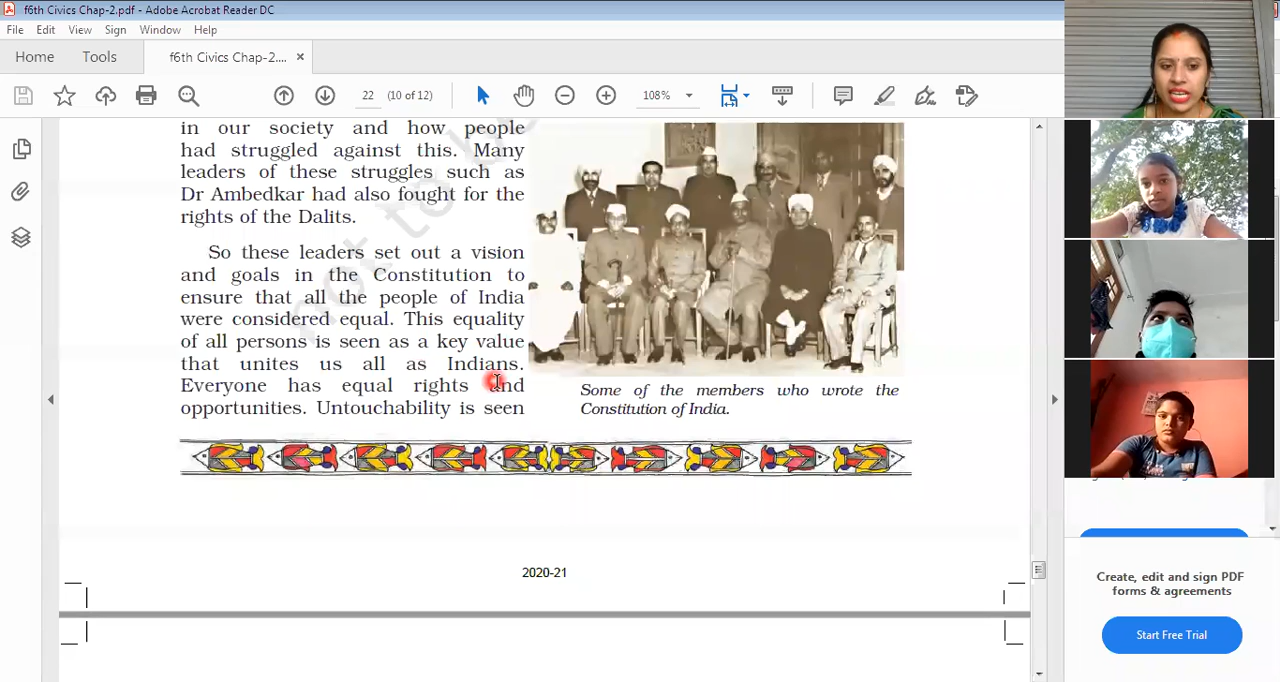 f6th Civics Chap-2.pdf - Adobe Acrobat Reader DC
File Edit View Sign Window Help
Home Tools f6th Civics Chap-2.... ×
22 (10 of 12) 108%
in our society and how people
had struggled against this. Many
leaders of these struggles such as
Dr Ambedkar had also fought for the
rights of the Dalits.
So these leaders set out a vision
and goals in the Constitution to
ensure that all the people of India
were considered equal. This equality
of all persons is seen as a key value
that unites us all as Indians.
Everyone has equal rights and
opportunities. Untouchability is seen
Some of the members who wrote the
Constitution of India.
not to b
2020-21
Create, edit and sign PDF
forms & agreements
Start Free Trial